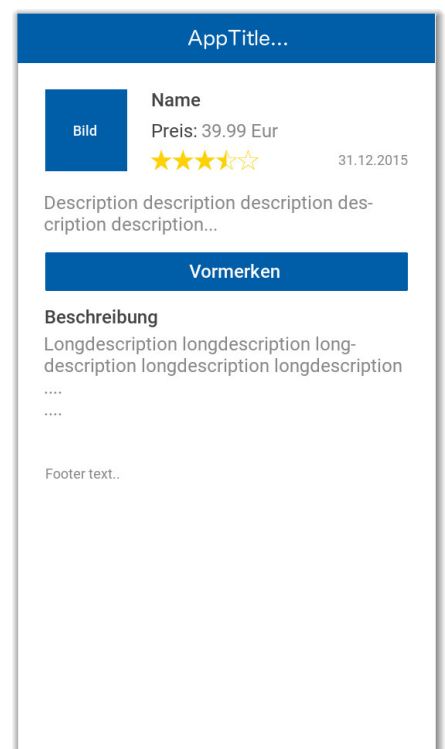 AppTitle...
Bild
Name
Preis: 39.99 Eur
31.12.2015
Description description description des-
cription description...
Vormerken
Beschreibung
Longdescription longdescription long-
description longdescription longdescription
....
....
Footer text..